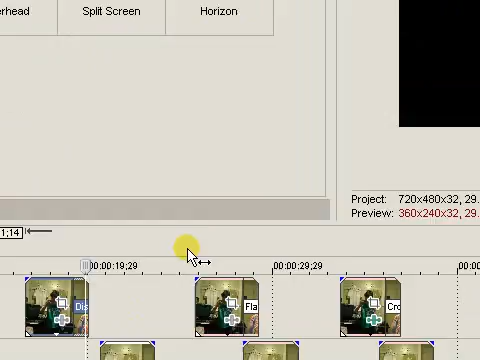 erhead Split Screen Horizon
Project: 720x480x32, 29.
Preview: 360x240x32, 29.
1;14
00:00:19;29 00:00:29;29 00:00
Dis Fla Cro